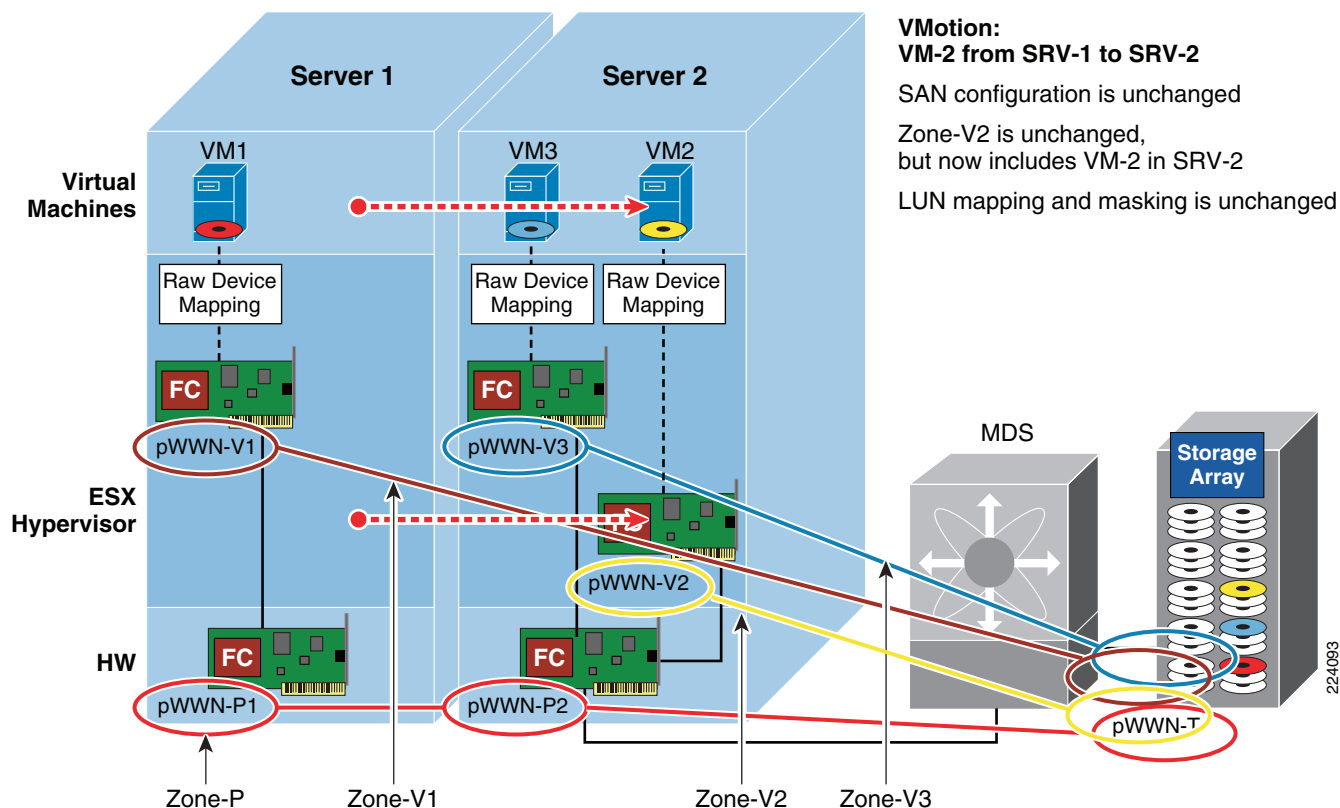 VMotion:
VM-2 from SRV-1 to SRV-2
SAN configuration is unchanged
Zone-V2 is unchanged,
but now includes VM-2 in SRV-2
LUN mapping and masking is unchanged
Server 1
Server 2
Virtual
Machines
VM1
VM3
VM2
Raw Device
Mapping
Raw Device
Mapping
Raw Device
Mapping
FC
FC
pWWN-V1
pWWN-V3
MDS
Storage
Array
ESX
Hypervisor
pWWN-V2
HW
FC
FC
pWWN-P1
pWWN-P2
pWWN-T
224093
Zone-P
Zone-V1
Zone-V2
Zone-V3